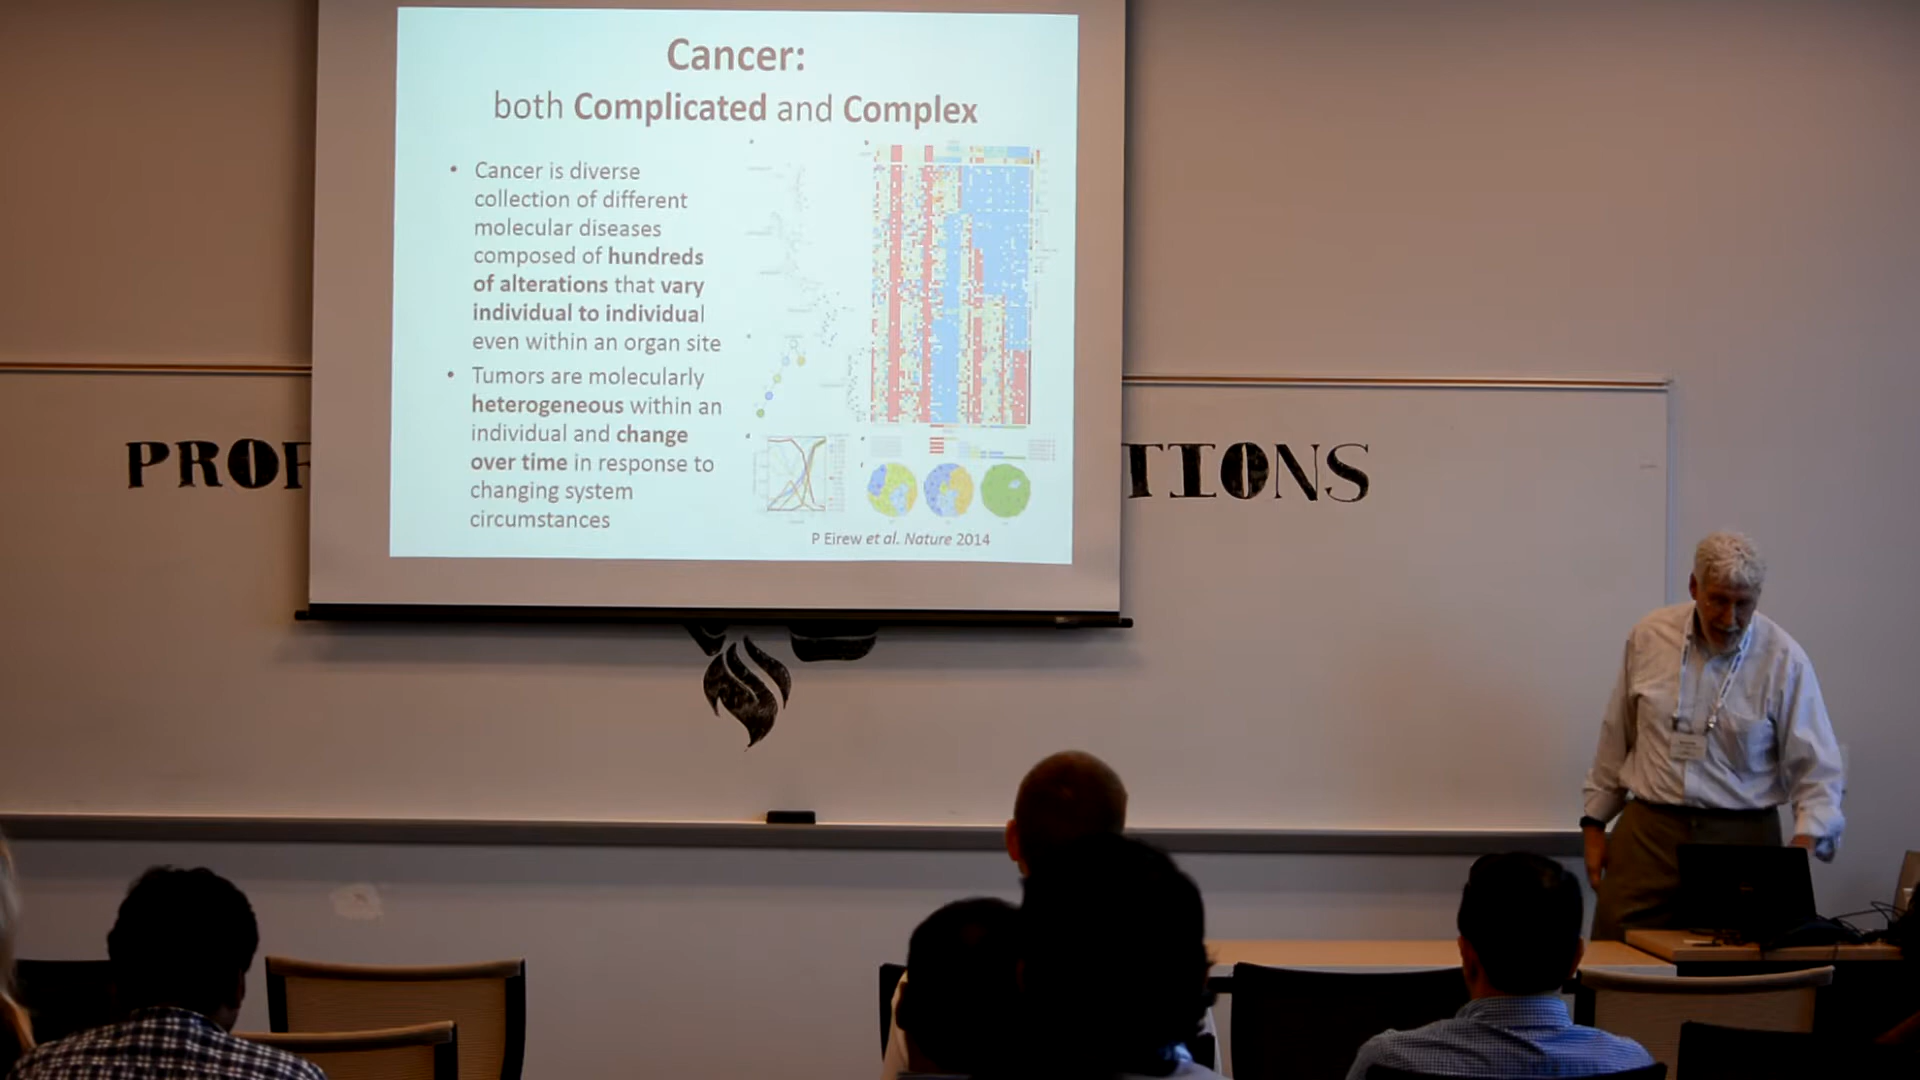 Cancer:
both Complicated and Complex
• Cancer is diverse
collection of different
molecular diseases
composed of hundreds
of alterations that vary
individual to individual
even within an organ site
• Tumors are molecularly
heterogeneous within an
individual and change
over time in response to
changing system
circumstances
P Eirew et al. Nature 2014
PROF
TIONS